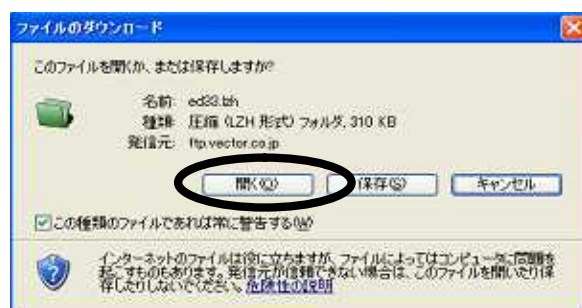 ファイルのダウンロード
このファイルを開くか、または保存しますか?
名前: ed33.lzh
種類: 圧縮 (LZH 形式) フォルダ, 310 KB
発信元: ftp.vector.co.jp
開く(O) 保存(S) キャンセル
この種類のファイルであれば常に警告する(W)
インターネットのファイルは役に立ちますが、ファイルによってはコンピュータに問題を
起こすものもあります。発信元が信頼できない場合は、このファイルを開いたり保
存したりしないでください。危険性の説明